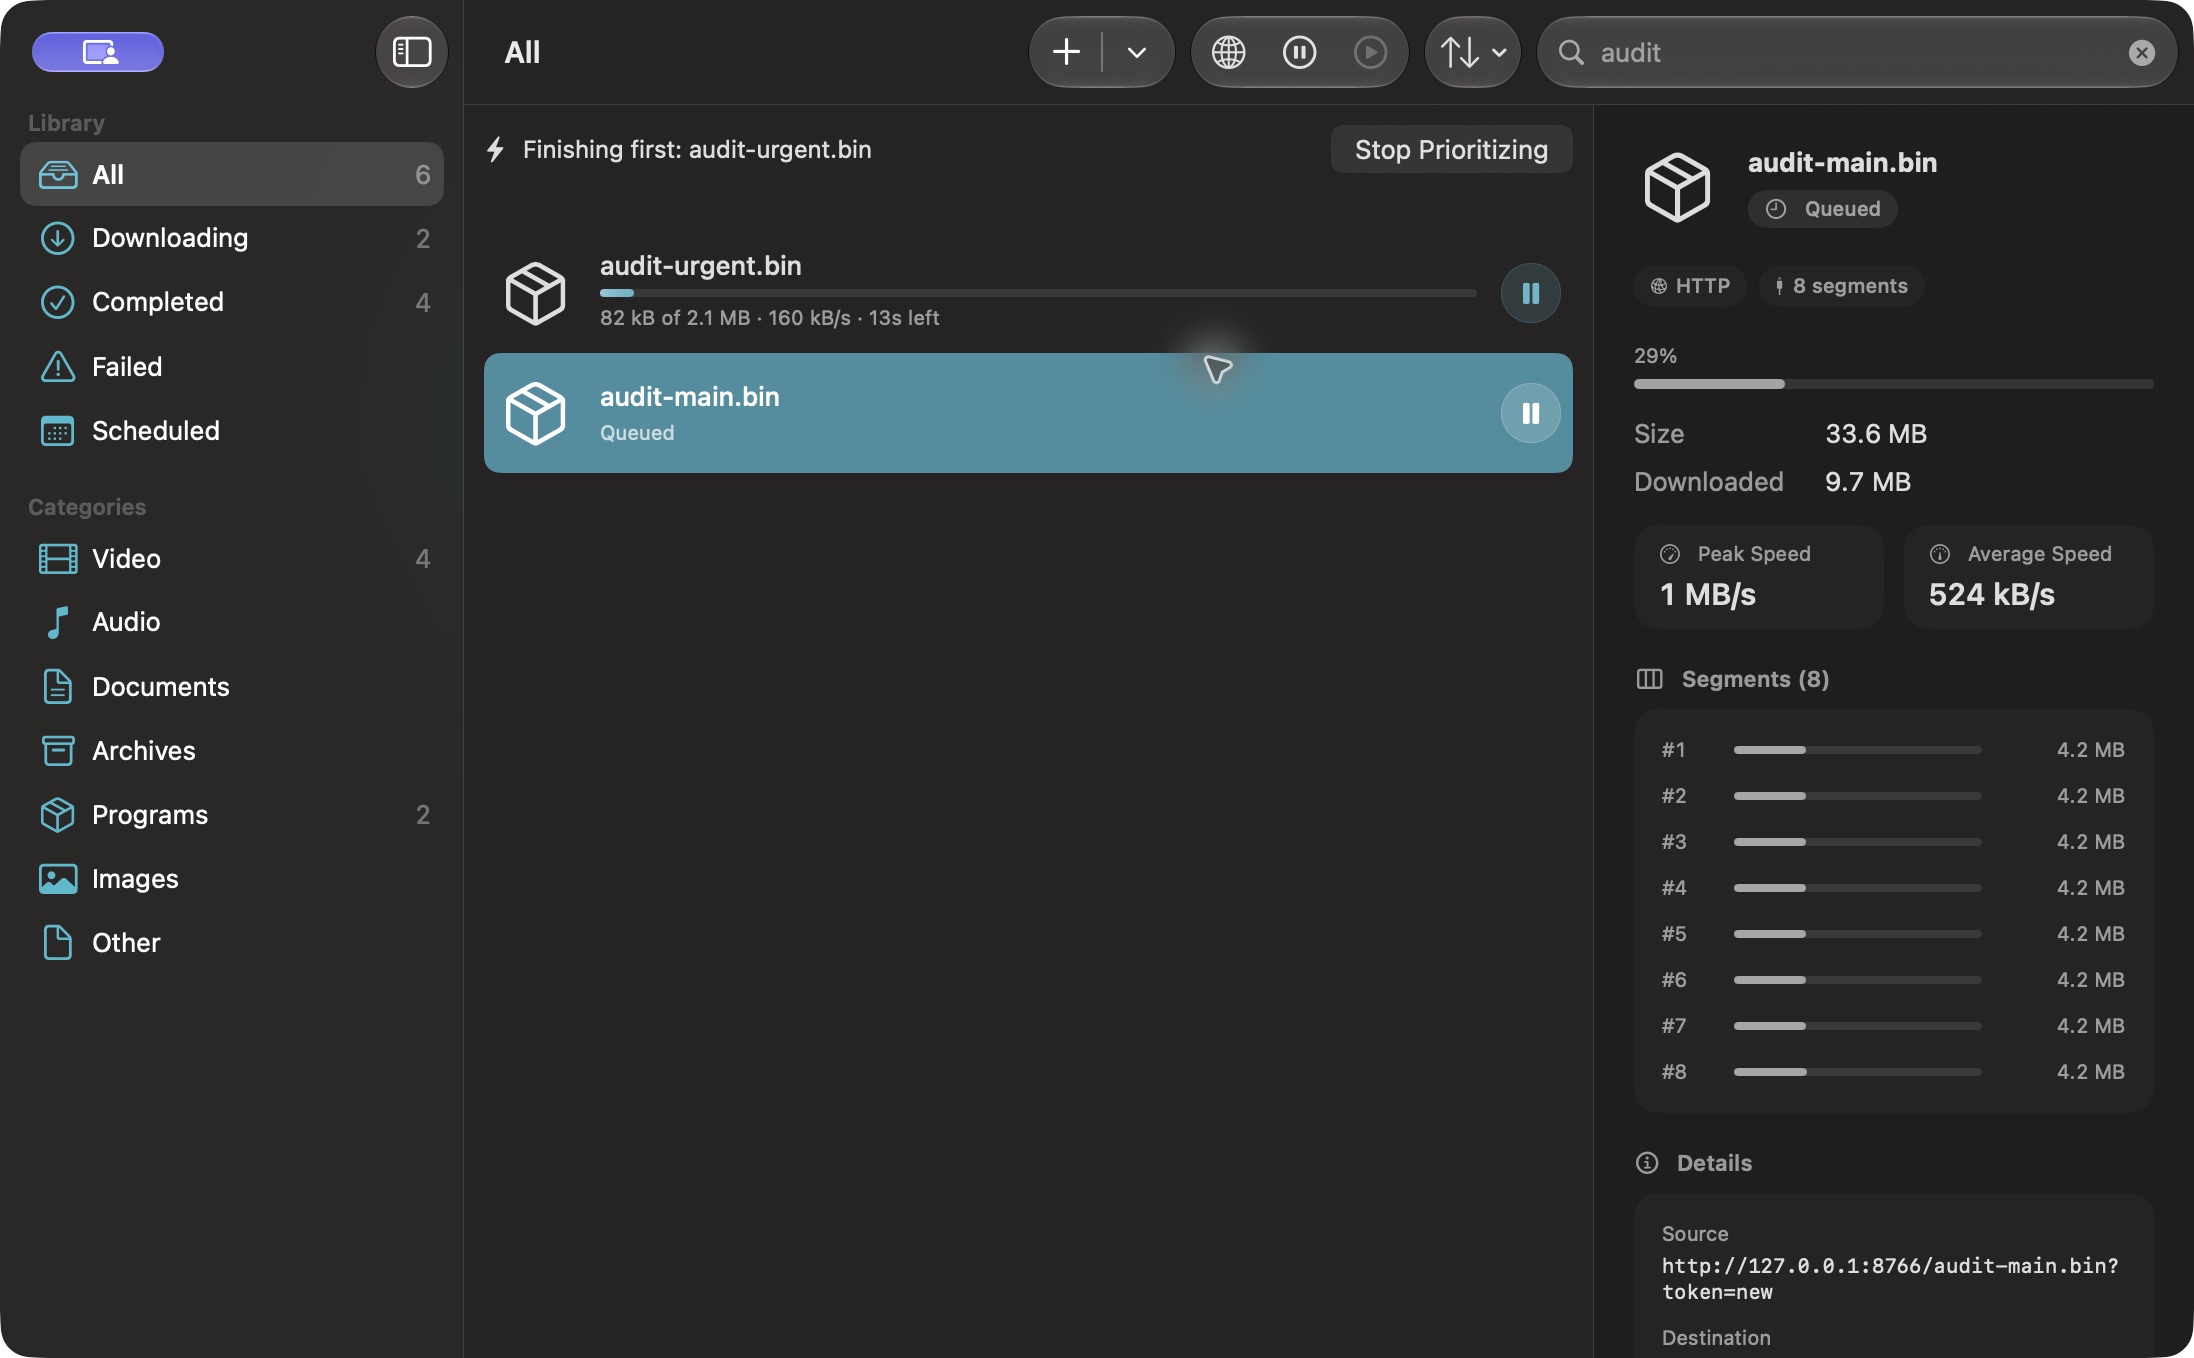 All
audit
Library
All 6
Downloading 2
Completed 4
Failed
Scheduled
Categories
Video 4
Audio
Documents
Archives
Programs 2
Images
Other
Finishing first: audit-urgent.bin
Stop Prioritizing
audit-urgent.bin
82 kB of 2.1 MB · 160 kB/s · 13s left
audit-main.bin
Queued
audit-main.bin
Queued
HTTP
8 segments
29%
Size 33.6 MB
Downloaded 9.7 MB
Peak Speed
1 MB/s
Average Speed
524 kB/s
Segments (8)
#1 4.2 MB
#2 4.2 MB
#3 4.2 MB
#4 4.2 MB
#5 4.2 MB
#6 4.2 MB
#7 4.2 MB
#8 4.2 MB
Details
Source
http://127.0.0.1:8766/audit-main.bin?
token=new
Destination